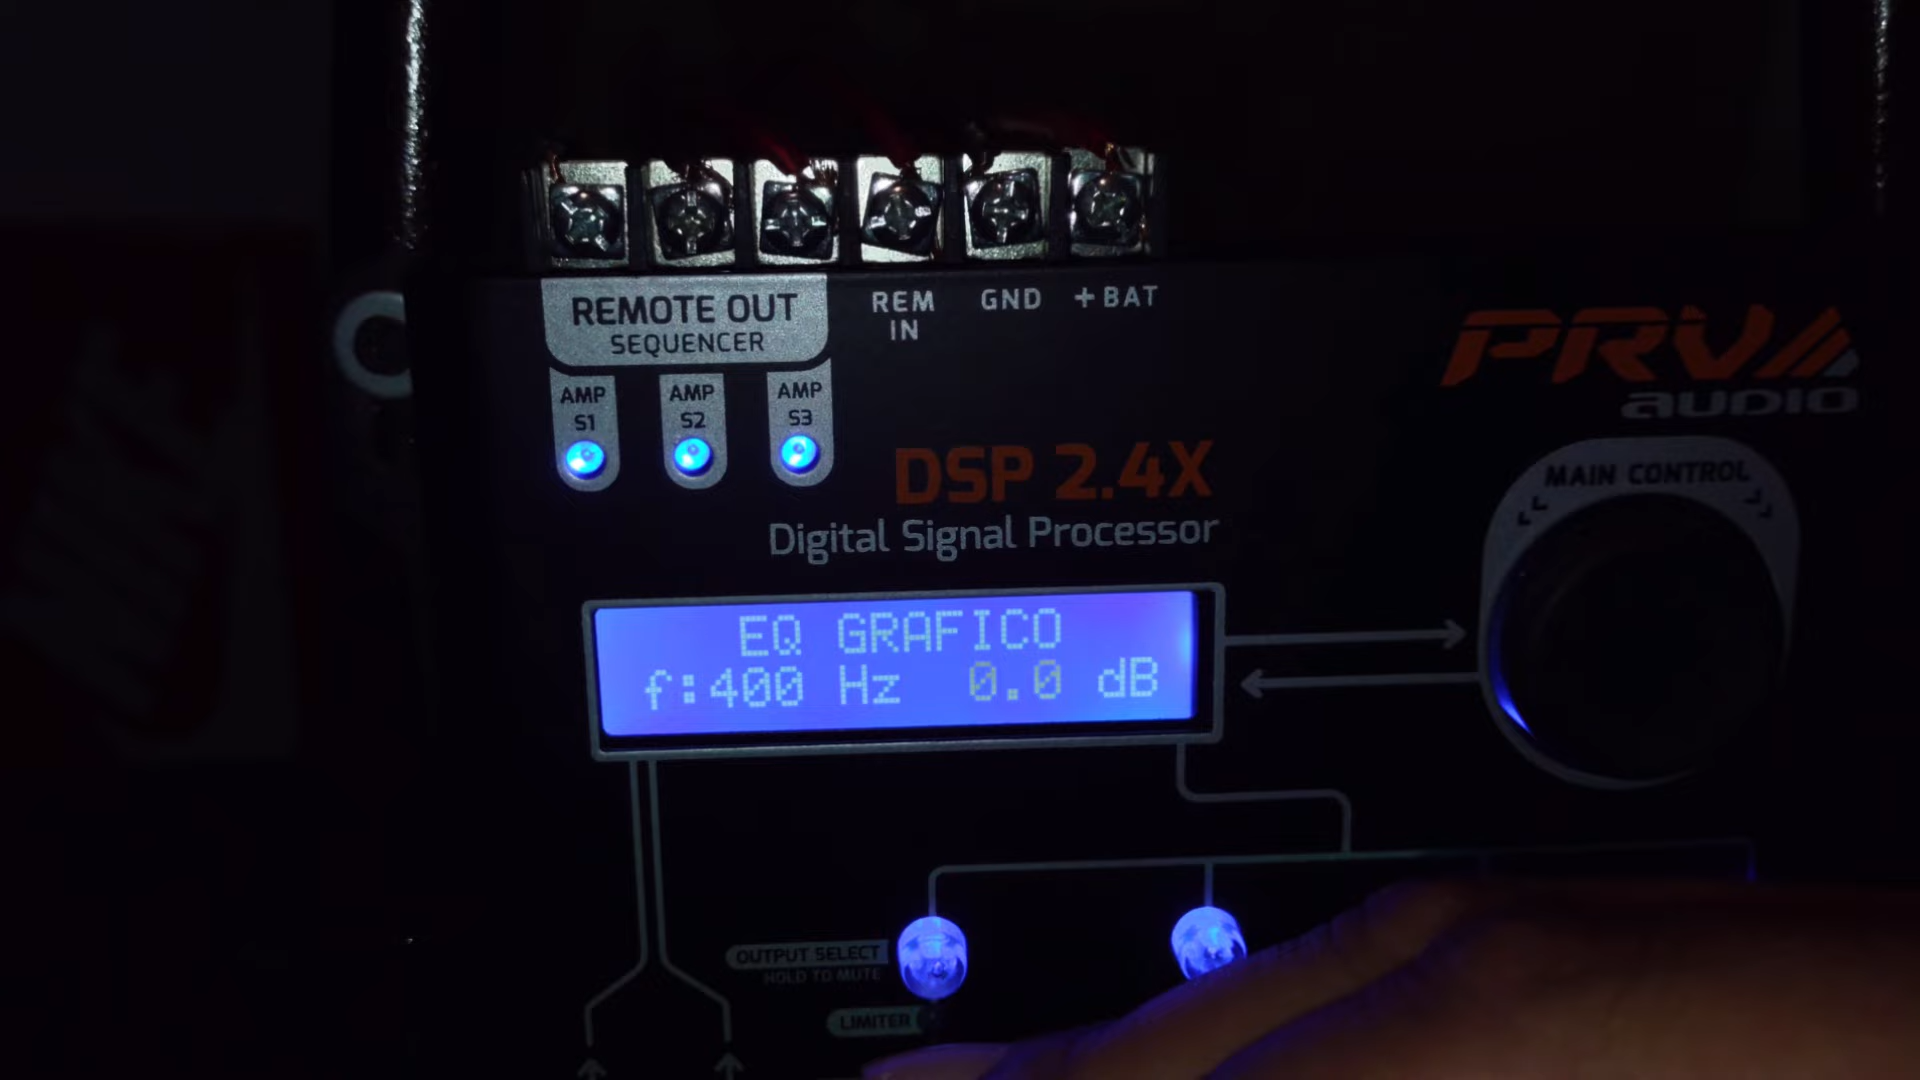 REMOTE OUT
SEQUENCER
REM
IN
GND
+ BAT
AMP
S1
AMP
S2
AMP
S3
PRV
AUDIO
DSP 2.4X
Digital Signal Processor
MAIN CONTROL
EQ GRAFICO
f:400 Hz 0.0 dB
OUTPUT SELECT
HOLD TO MUTE
LIMITER